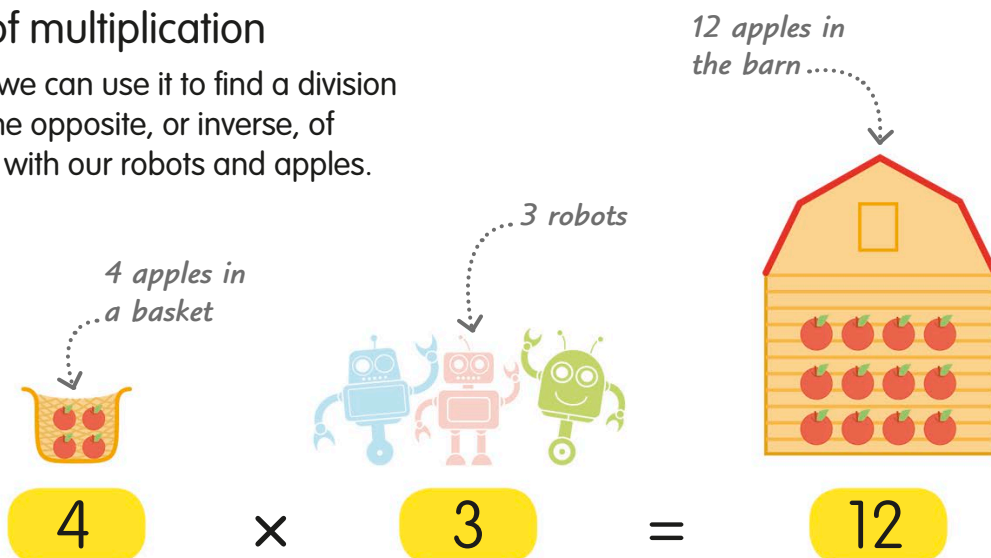 of multiplication
we can use it to find a division
he opposite, or inverse, of
with our robots and apples.
12 apples in
the barn
3 robots
4 apples in
a basket
4 × 3 = 12